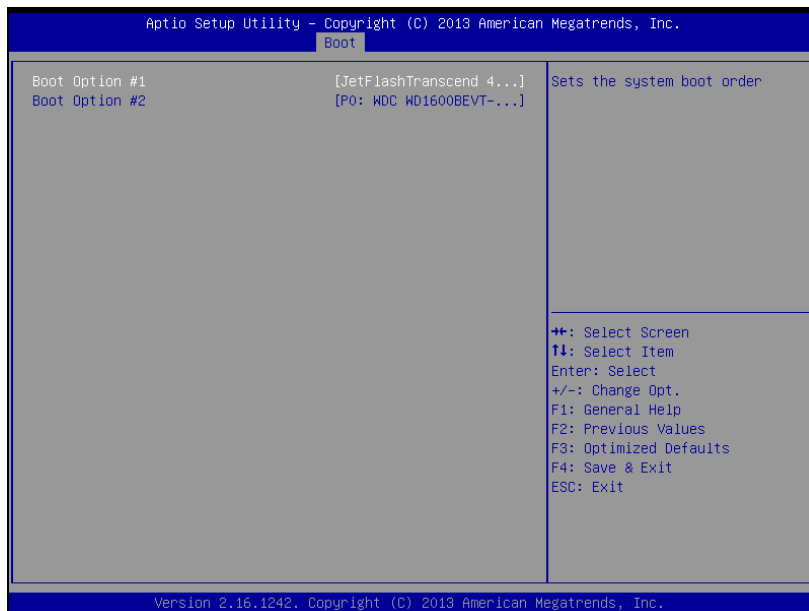 Aptio Setup Utility – Copyright (C) 2013 American Megatrends, Inc.
Boot
Boot Option #1 [JetFlashTranscend 4...]
Boot Option #2 [P0: WDC WD1600BEVT-...]
Sets the system boot order
→←: Select Screen
↑↓: Select Item
Enter: Select
+/-: Change Opt.
F1: General Help
F2: Previous Values
F3: Optimized Defaults
F4: Save & Exit
ESC: Exit
Version 2.16.1242. Copyright (C) 2013 American Megatrends, Inc.